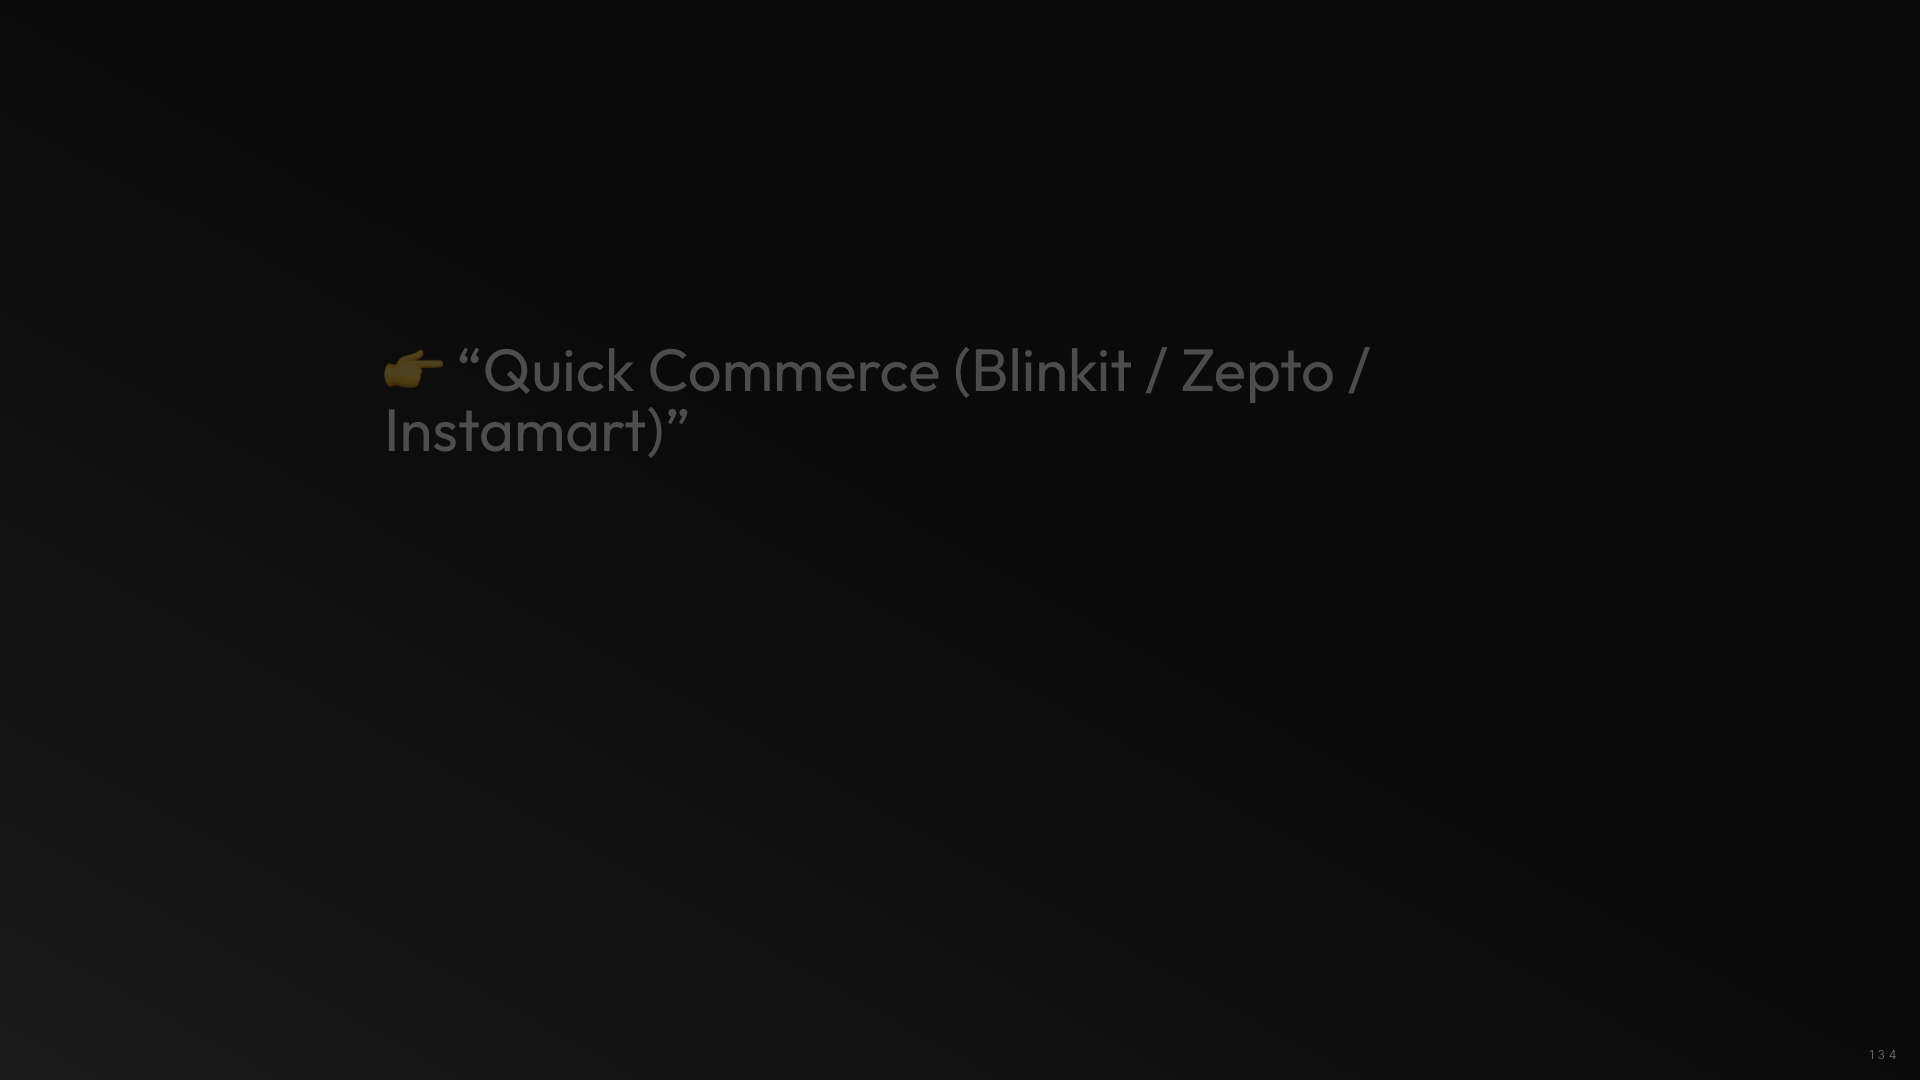 👉 “Quick Commerce (Blinkit / Zepto /
Instamart)”
134